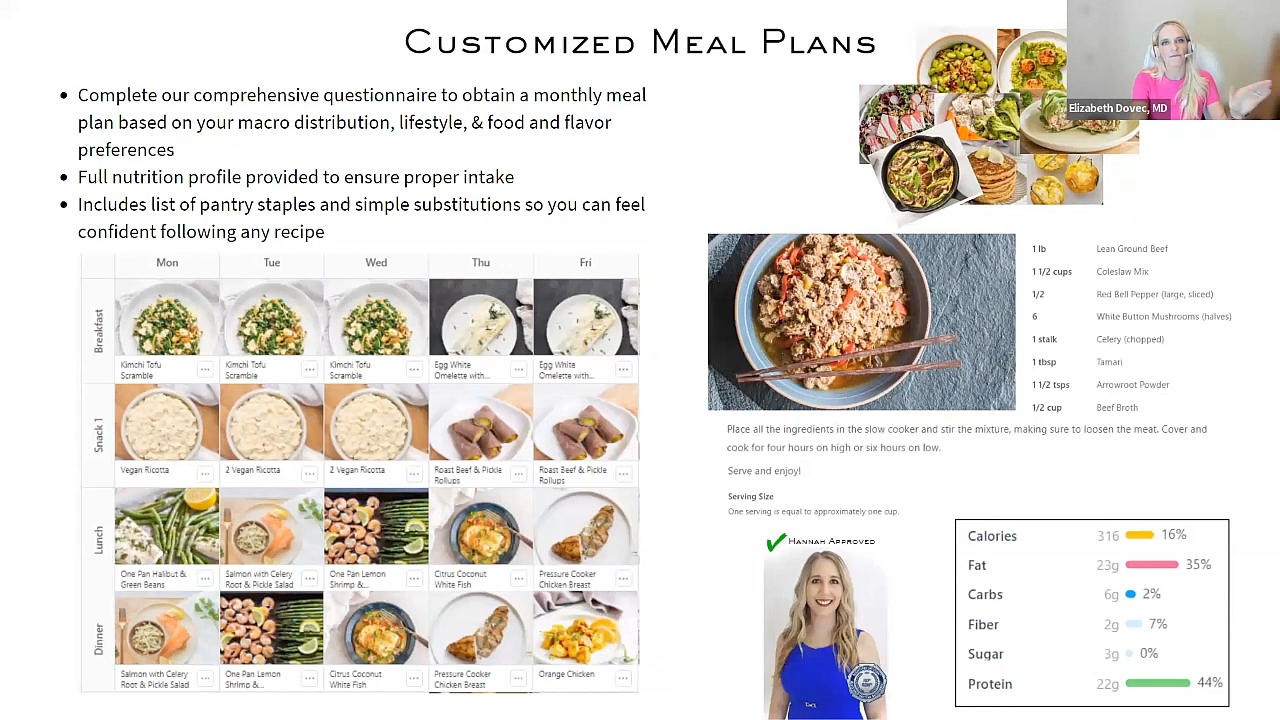 Customized Meal Plans
Elizabeth Dovec, MD
• Complete our comprehensive questionnaire to obtain a monthly meal
plan based on your macro distribution, lifestyle, & food and flavor
preferences
• Full nutrition profile provided to ensure proper intake
• Includes list of pantry staples and simple substitutions so you can feel
confident following any recipe
Mon Tue Wed Thu Fri
Breakfast
Kimchi Tofu Kimchi Tofu Kimchi Tofu Egg White Egg White
Scramble Scramble Scramble Omelette with... Omelette with...
Snack 1
Vegan Ricotta 2 Vegan Ricotta 2 Vegan Ricotta Roast Beef & Pickle Roast Beef & Pickle
Rollups Rollups
Lunch
One Pan Halibut & Salmon with Celery One Pan Lemon Citrus Coconut Pressure Cooker
Green Beans Root & Pickle Salad Shrimp &... White Fish Chicken Breast
Dinner
Salmon with Celery One Pan Lemon Citrus Coconut Pressure Cooker Orange Chicken
Root & Pickle Salad Shrimp &... White Fish Chicken Breast
1 lb Lean Ground Beef
1 1/2 cups Coleslaw Mix
1/2 Red Bell Pepper (large, sliced)
6 White Button Mushrooms (halves)
1 stalk Celery (chopped)
1 tbsp Tamari
1 1/2 tsps Arrowroot Powder
1/2 cup Beef Broth
Place all the ingredients in the slow cooker and stir the mixture, making sure to loosen the meat. Cover and
cook for four hours on high or six hours on low.
Serve and enjoy!
Serving Size
One serving is equal to approximately one cup.
Hannah Approved
Calories 316 16%
Fat 23g 35%
Carbs 6g 2%
Fiber 2g 7%
Sugar 3g 0%
Protein 22g 44%